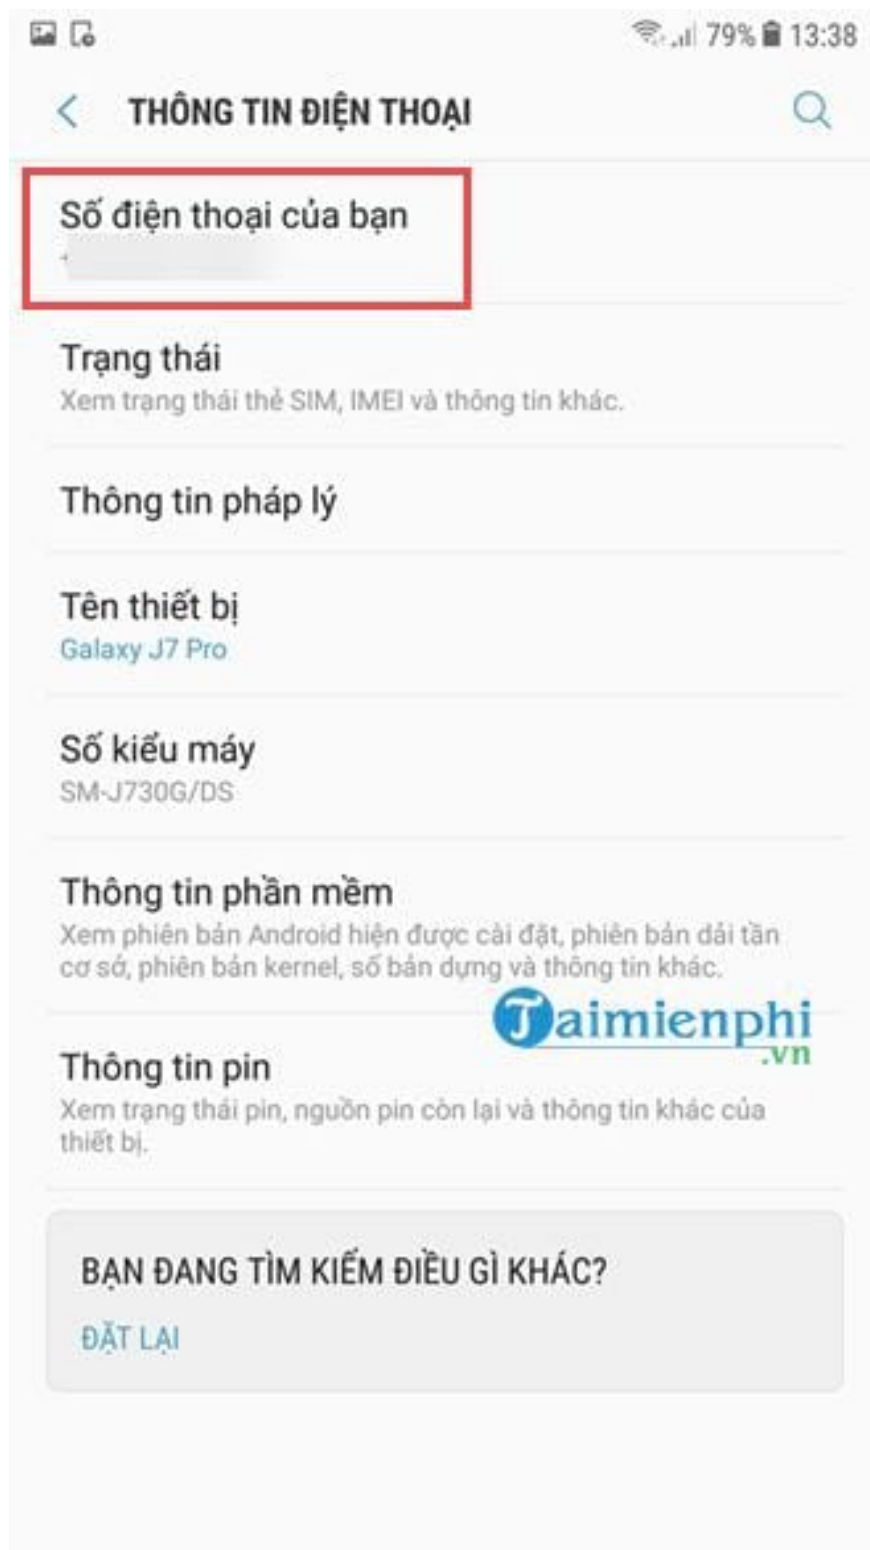 79% 13:38
THÔNG TIN ĐIỆN THOẠI
Số điện thoại của bạn
Trạng thái
Xem trạng thái thẻ SIM, IMEI và thông tin khác.
Thông tin pháp lý
Tên thiết bị
Galaxy J7 Pro
Số kiểu máy
SM-J730G/DS
Thông tin phần mềm
Xem phiên bản Android hiện được cài đặt, phiên bản dải tần
cơ sở, phiên bản kernel, số bản dựng và thông tin khác.
Taimienphi
.vn
Thông tin pin
Xem trạng thái pin, nguồn pin còn lại và thông tin khác của
thiết bị.
BẠN ĐANG TÌM KIẾM ĐIỀU GÌ KHÁC?
ĐẶT LẠI